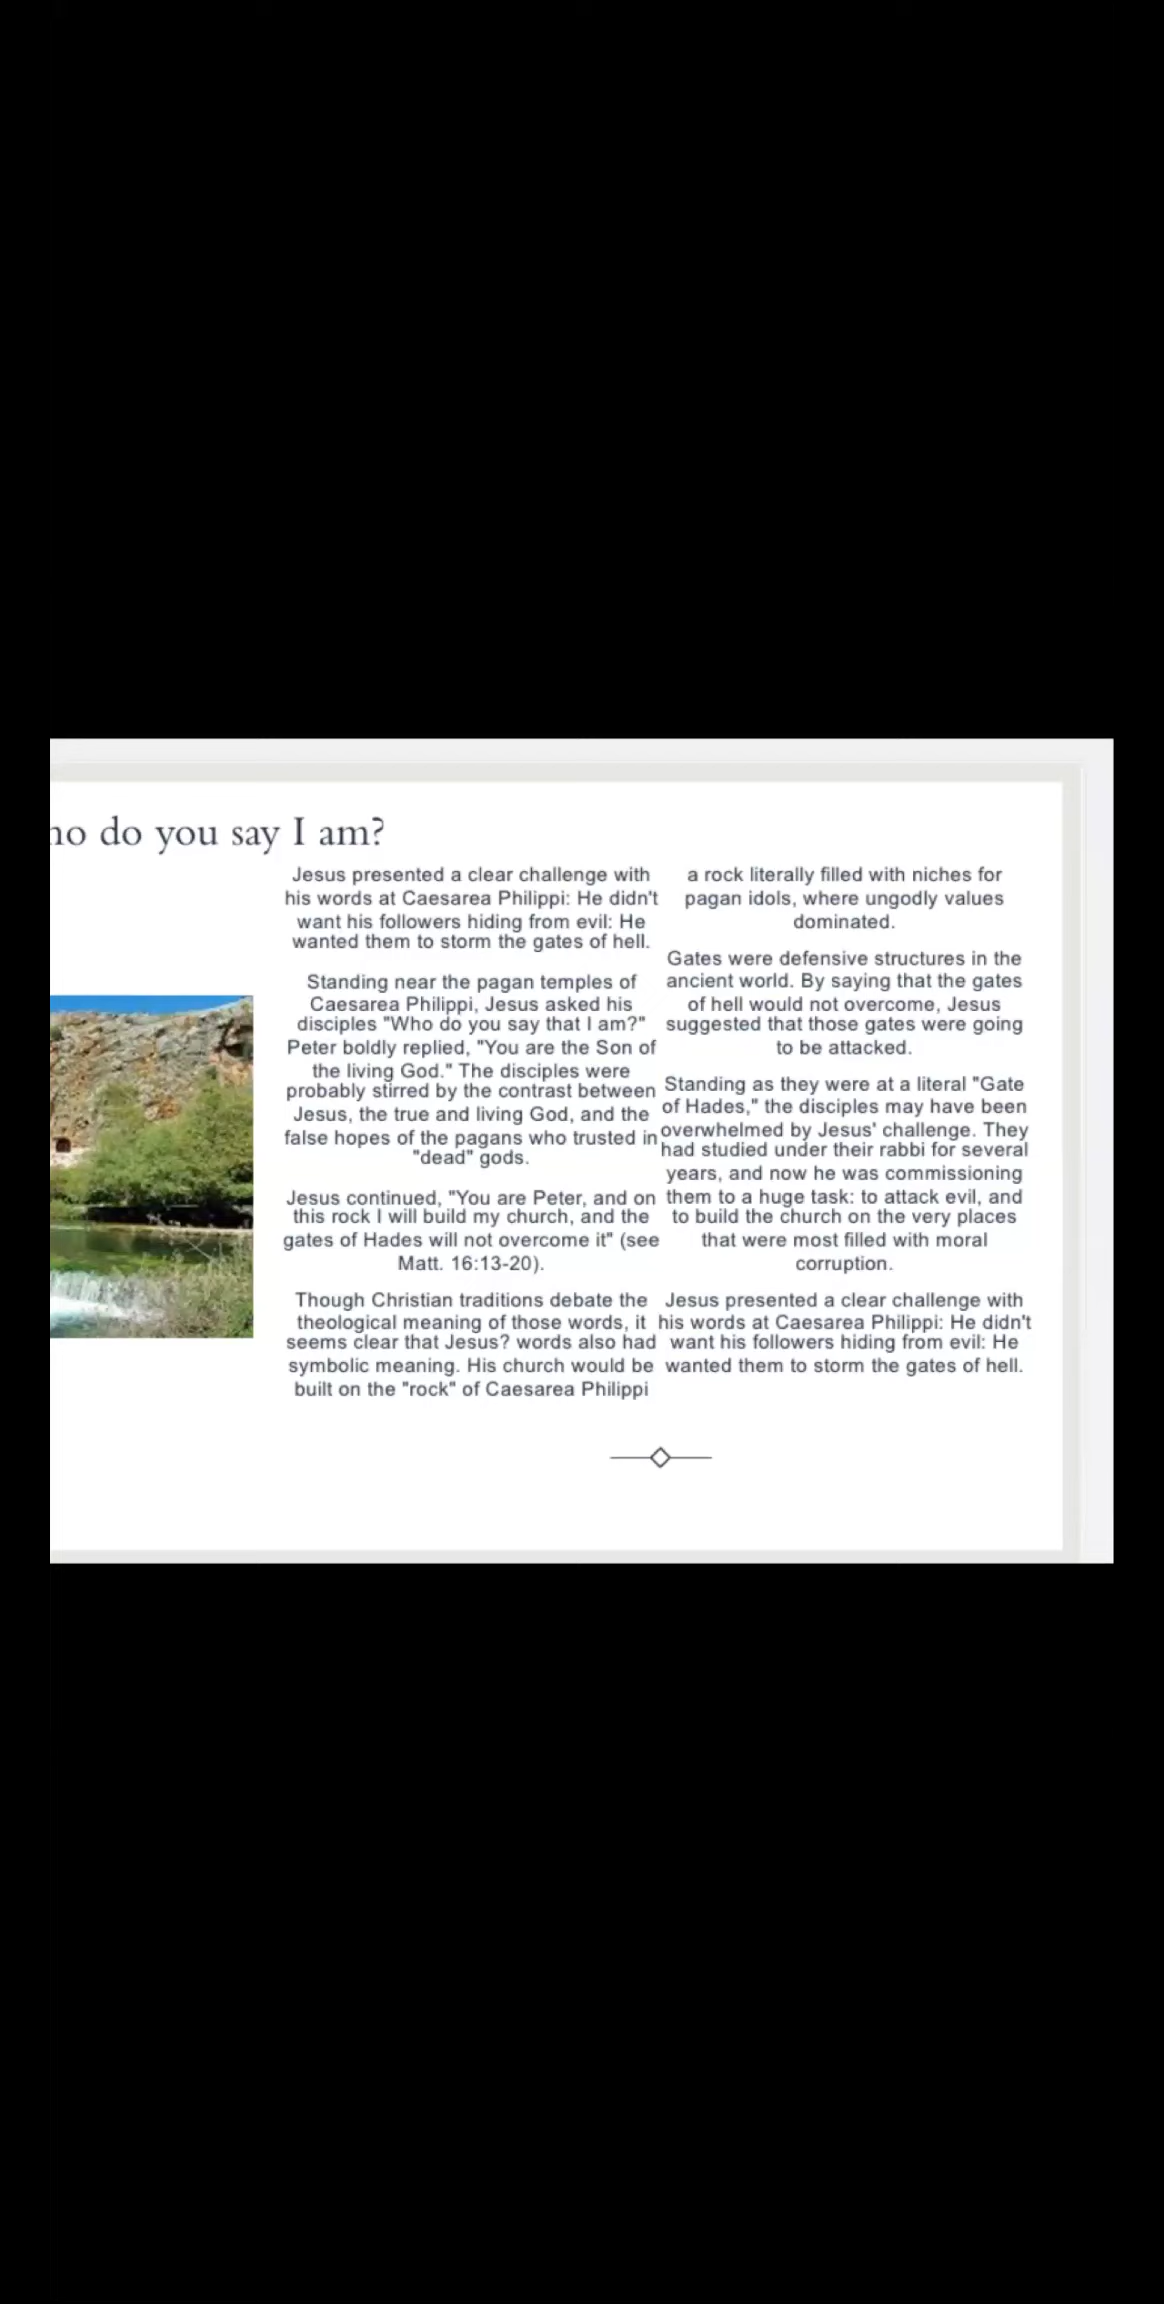 ho do you say I am?
Jesus presented a clear challenge with
his words at Caesarea Philippi: He didn't
want his followers hiding from evil: He
wanted them to storm the gates of hell.
Standing near the pagan temples of
Caesarea Philippi, Jesus asked his
disciples "Who do you say that I am?"
Peter boldly replied, "You are the Son of
the living God." The disciples were
probably stirred by the contrast between
Jesus, the true and living God, and the
false hopes of the pagans who trusted in
"dead" gods.
Jesus continued, "You are Peter, and on
this rock I will build my church, and the
gates of Hades will not overcome it" (see
Matt. 16:13-20).
Though Christian traditions debate the
theological meaning of those words, it
seems clear that Jesus? words also had
symbolic meaning. His church would be
built on the "rock" of Caesarea Philippi
a rock literally filled with niches for
pagan idols, where ungodly values
dominated.
Gates were defensive structures in the
ancient world. By saying that the gates
of hell would not overcome, Jesus
suggested that those gates were going
to be attacked.
Standing as they were at a literal "Gate
of Hades," the disciples may have been
overwhelmed by Jesus' challenge. They
had studied under their rabbi for several
years, and now he was commissioning
them to a huge task: to attack evil, and
to build the church on the very places
that were most filled with moral
corruption.
Jesus presented a clear challenge with
his words at Caesarea Philippi: He didn't
want his followers hiding from evil: He
wanted them to storm the gates of hell.